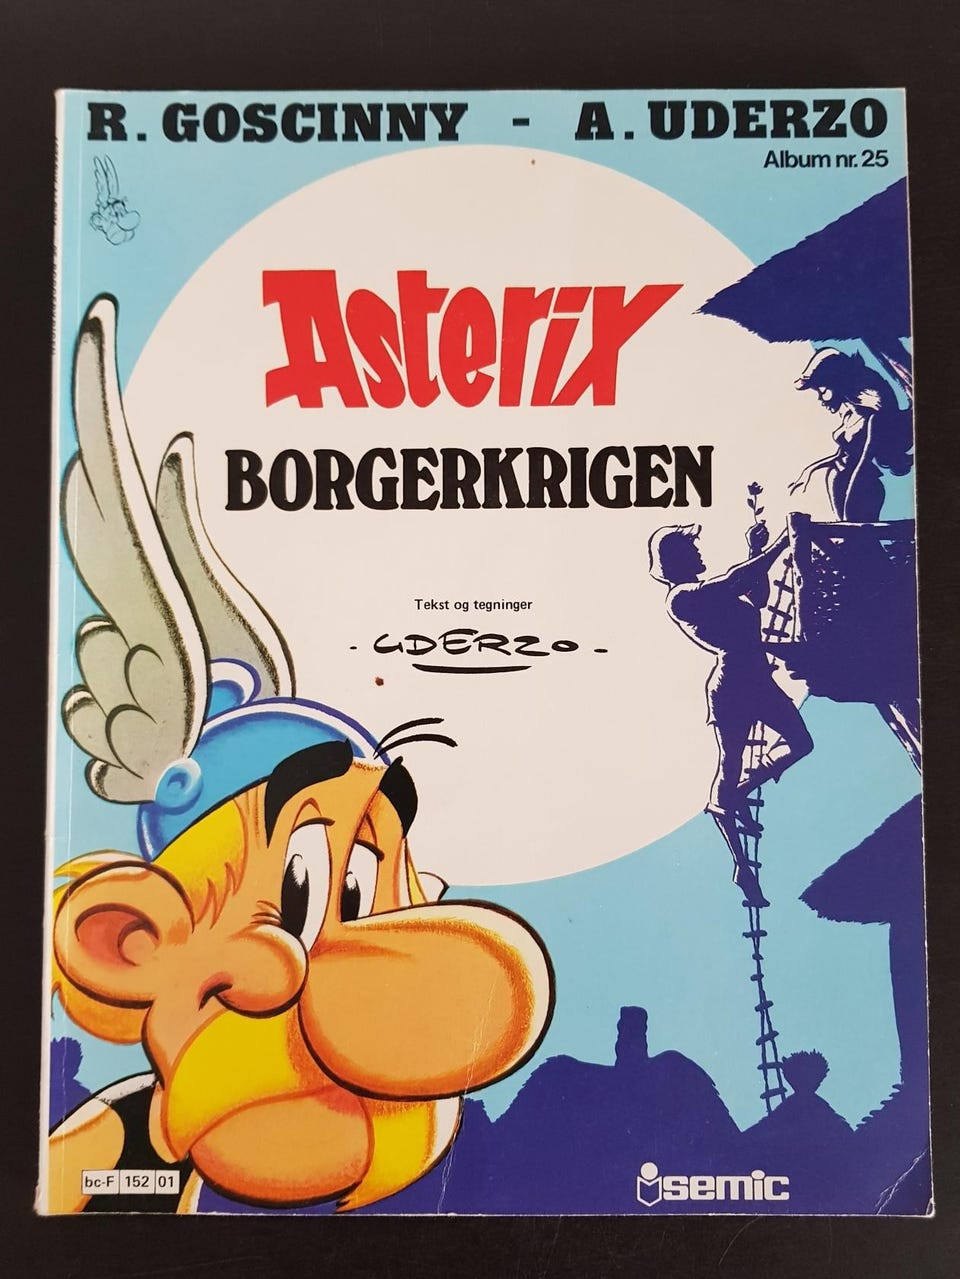 R. GOSCINNY - A. UDERZO
Album nr. 25
Asterix
BORGERKRIGEN
Tekst og tegninger
- UDERZO -
bc-F 152 01
semic